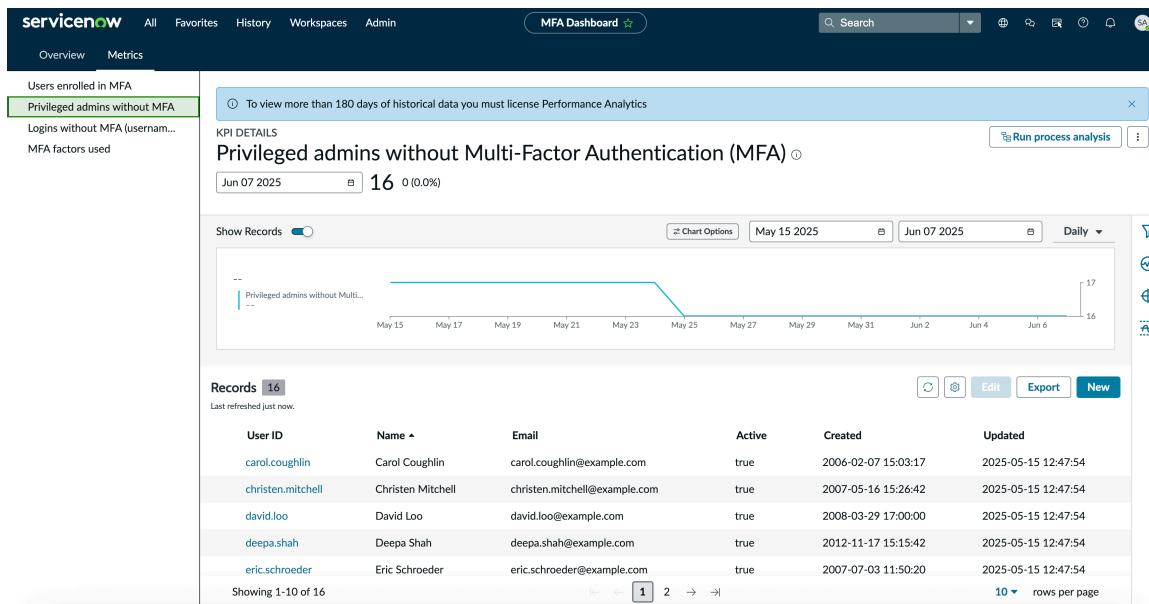 servicenow All Favorites History Workspaces Admin MFA Dashboard Search SA
Overview Metrics
Users enrolled in MFA
Privileged admins without MFA
Logins without MFA (usernam...
MFA factors used
To view more than 180 days of historical data you must license Performance Analytics
KPI DETAILS
Privileged admins without Multi-Factor Authentication (MFA)
Run process analysis
Jun 07 2025 16 0 (0.0%)
Show Records Chart Options May 15 2025 Jun 07 2025 Daily
--
Privileged admins without Multi...
--
17
16
May 15 May 17 May 19 May 21 May 23 May 25 May 27 May 29 May 31 Jun 2 Jun 4 Jun 6
Records 16 Edit Export New
Last refreshed just now.
User ID Name Email Active Created Updated
carol.coughlin Carol Coughlin carol.coughlin@example.com true 2006-02-07 15:03:17 2025-05-15 12:47:54
christen.mitchell Christen Mitchell christen.mitchell@example.com true 2007-05-16 15:26:42 2025-05-15 12:47:54
david.loo David Loo david.loo@example.com true 2008-03-29 17:00:00 2025-05-15 12:47:54
deepa.shah Deepa Shah deepa.shah@example.com true 2012-11-17 15:15:42 2025-05-15 12:47:54
eric.schroeder Eric Schroeder eric.schroeder@example.com true 2007-07-03 11:50:20 2025-05-15 12:47:54
Showing 1-10 of 16 1 2 10 rows per page